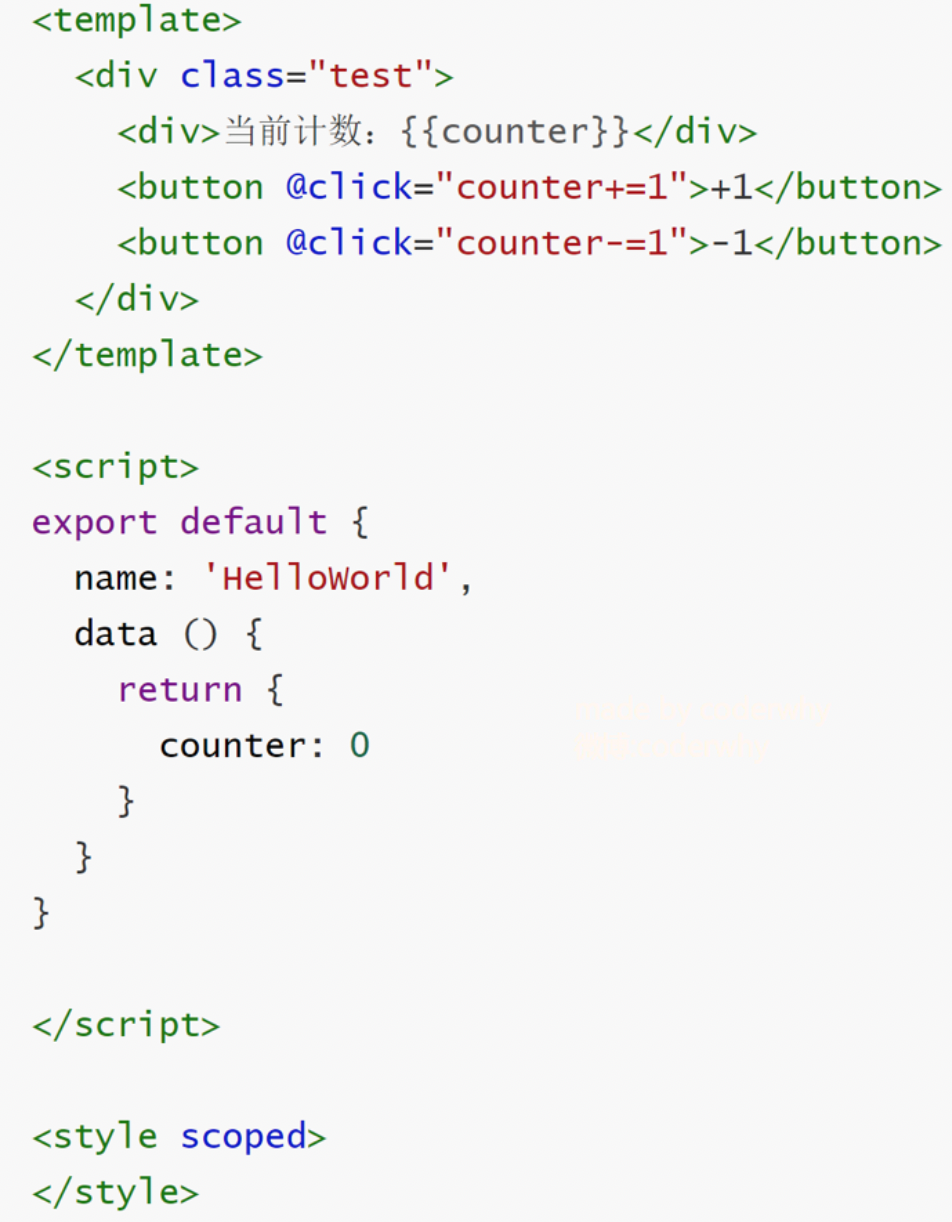 <template>
<div class="test">
<div>当前计数：{{counter}}</div>
<button @click="counter+=1">+1</button>
<button @click="counter-=1">-1</button>
</div>
</template>
<script>
export default {
name: 'HelloWorld',
data () {
return {
counter: 0
}
}
}
</script>
<style scoped>
</style>